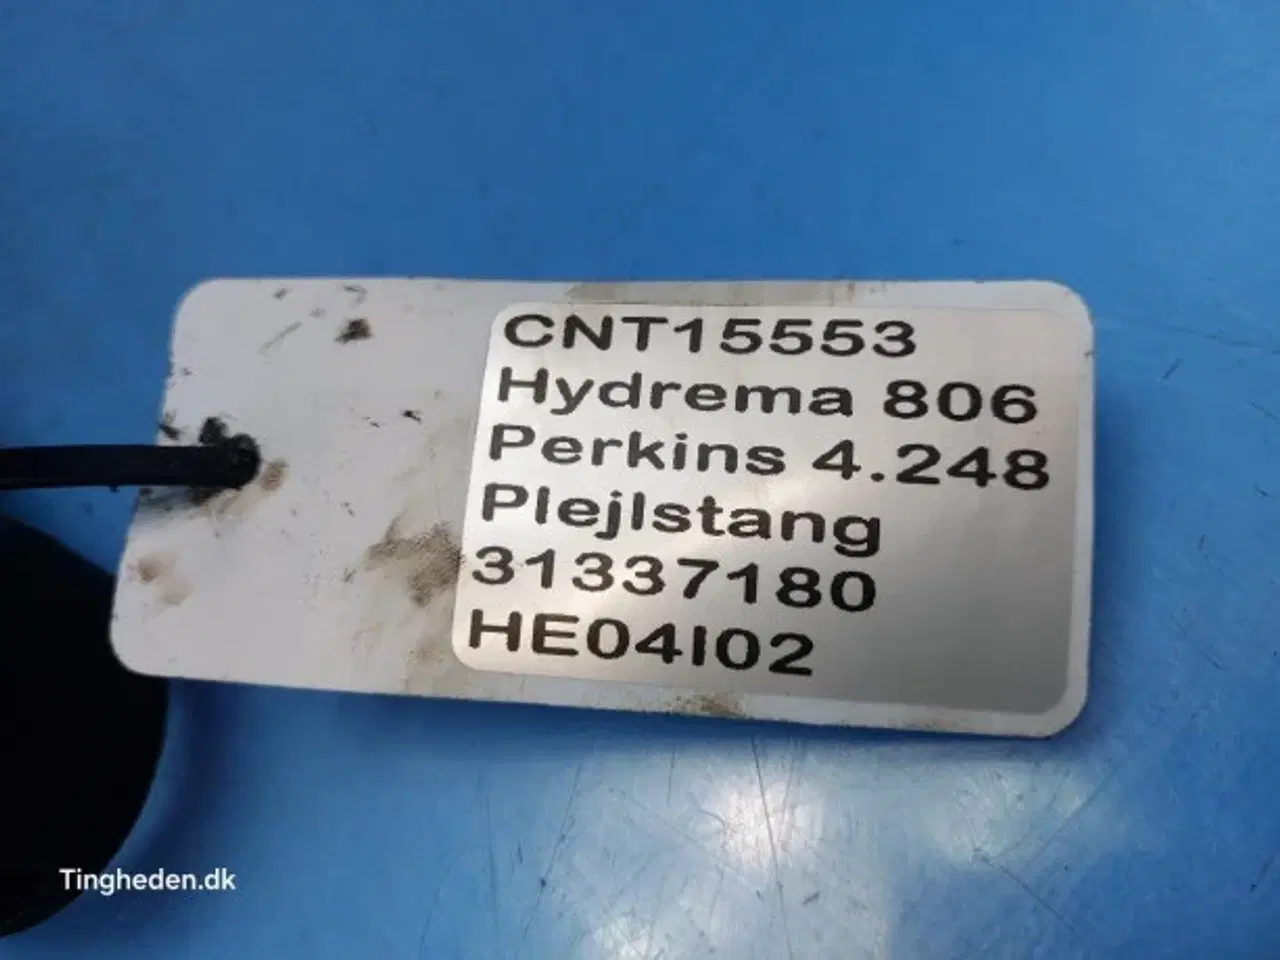 CNT15553
Hydrema 806
Perkins 4.248
Plejlstang
31337180
HE04I02
Tingheden.dk